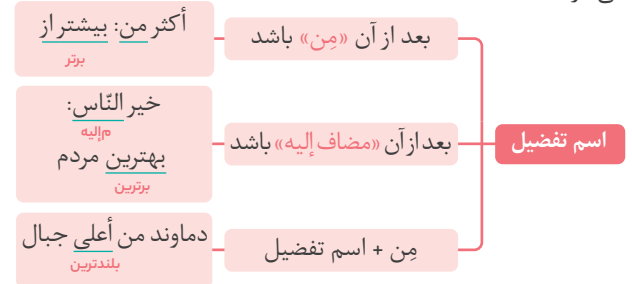 اسم تفضیل
بعد از آن «مِن» باشد
أکثر من: بیشتر از
برتر
بعد از آن «مضاف إلیه» باشد
خیر النّاس:
م‌إلیه
بهترین مردم
برترین
مِن + اسم تفضیل
دماوند من أعلی جبال
بلندترین